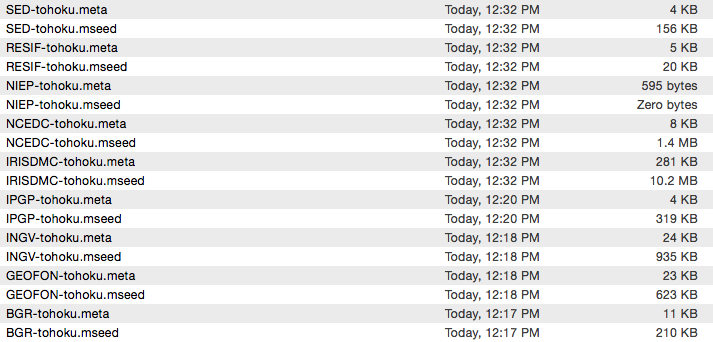 SED-tohoku.meta Today, 12:32 PM 4 KB
SED-tohoku.mseed Today, 12:32 PM 156 KB
RESIF-tohoku.meta Today, 12:32 PM 5 KB
RESIF-tohoku.mseed Today, 12:32 PM 20 KB
NIEP-tohoku.meta Today, 12:32 PM 595 bytes
NIEP-tohoku.mseed Today, 12:32 PM Zero bytes
NCEDC-tohoku.meta Today, 12:32 PM 8 KB
NCEDC-tohoku.mseed Today, 12:32 PM 1.4 MB
IRISDMC-tohoku.meta Today, 12:32 PM 281 KB
IRISDMC-tohoku.mseed Today, 12:32 PM 10.2 MB
IPGP-tohoku.meta Today, 12:20 PM 4 KB
IPGP-tohoku.mseed Today, 12:20 PM 319 KB
INGV-tohoku.meta Today, 12:18 PM 24 KB
INGV-tohoku.mseed Today, 12:18 PM 935 KB
GEOFON-tohoku.meta Today, 12:18 PM 23 KB
GEOFON-tohoku.mseed Today, 12:18 PM 623 KB
BGR-tohoku.meta Today, 12:17 PM 11 KB
BGR-tohoku.mseed Today, 12:17 PM 210 KB